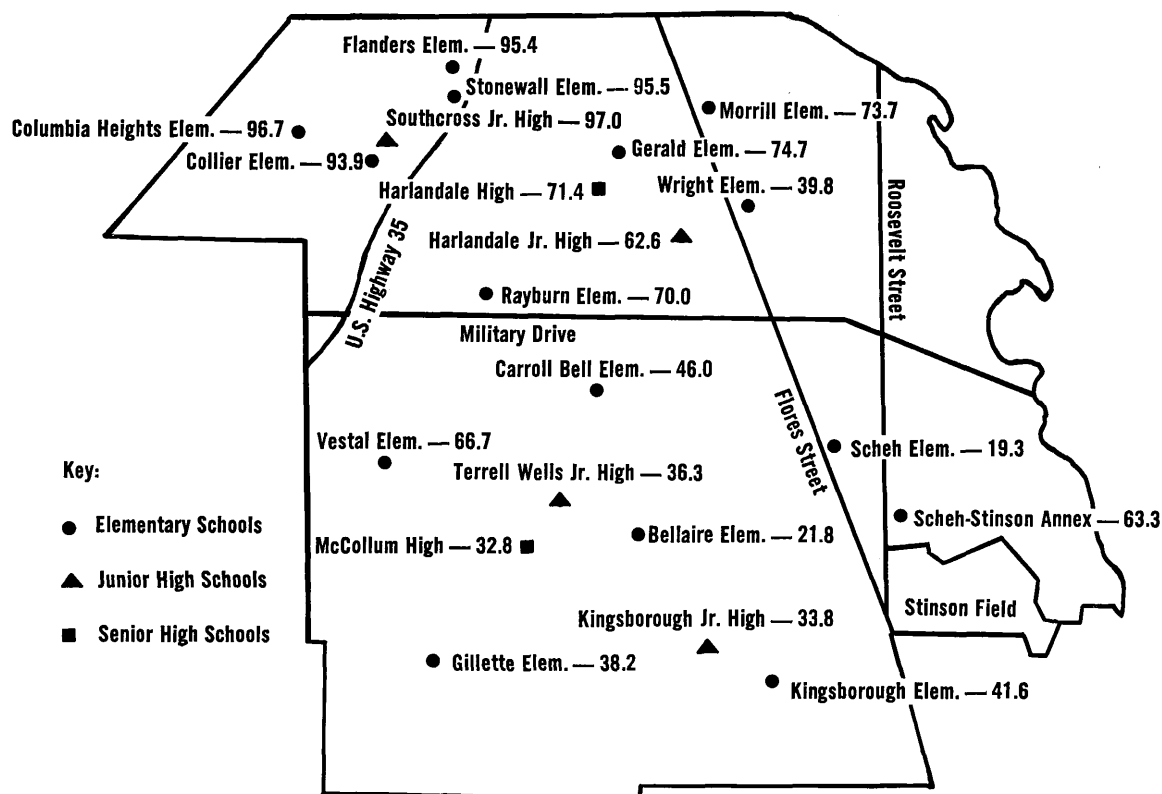 Flanders Elem. — 95.4
Stonewall Elem. — 95.5
Morrill Elem. — 73.7
Southcross Jr. High — 97.0
Columbia Heights Elem. — 96.7
Collier Elem. — 93.9
Gerald Elem. — 74.7
Harlandale High — 71.4
Wright Elem. — 39.8
Harlandale Jr. High — 62.6
Roosevelt Street
U.S. Highway 35
Rayburn Elem. — 70.0
Military Drive
Carroll Bell Elem. — 46.0
Flores Street
Vestal Elem. — 66.7
Scheh Elem. — 19.3
Terrell Wells Jr. High — 36.3
Scheh-Stinson Annex — 63.3
McCollum High — 32.8
Bellaire Elem. — 21.8
Stinson Field
Kingsborough Jr. High — 33.8
Gillette Elem. — 38.2
Kingsborough Elem. — 41.6
Key:
Elementary Schools
Junior High Schools
Senior High Schools